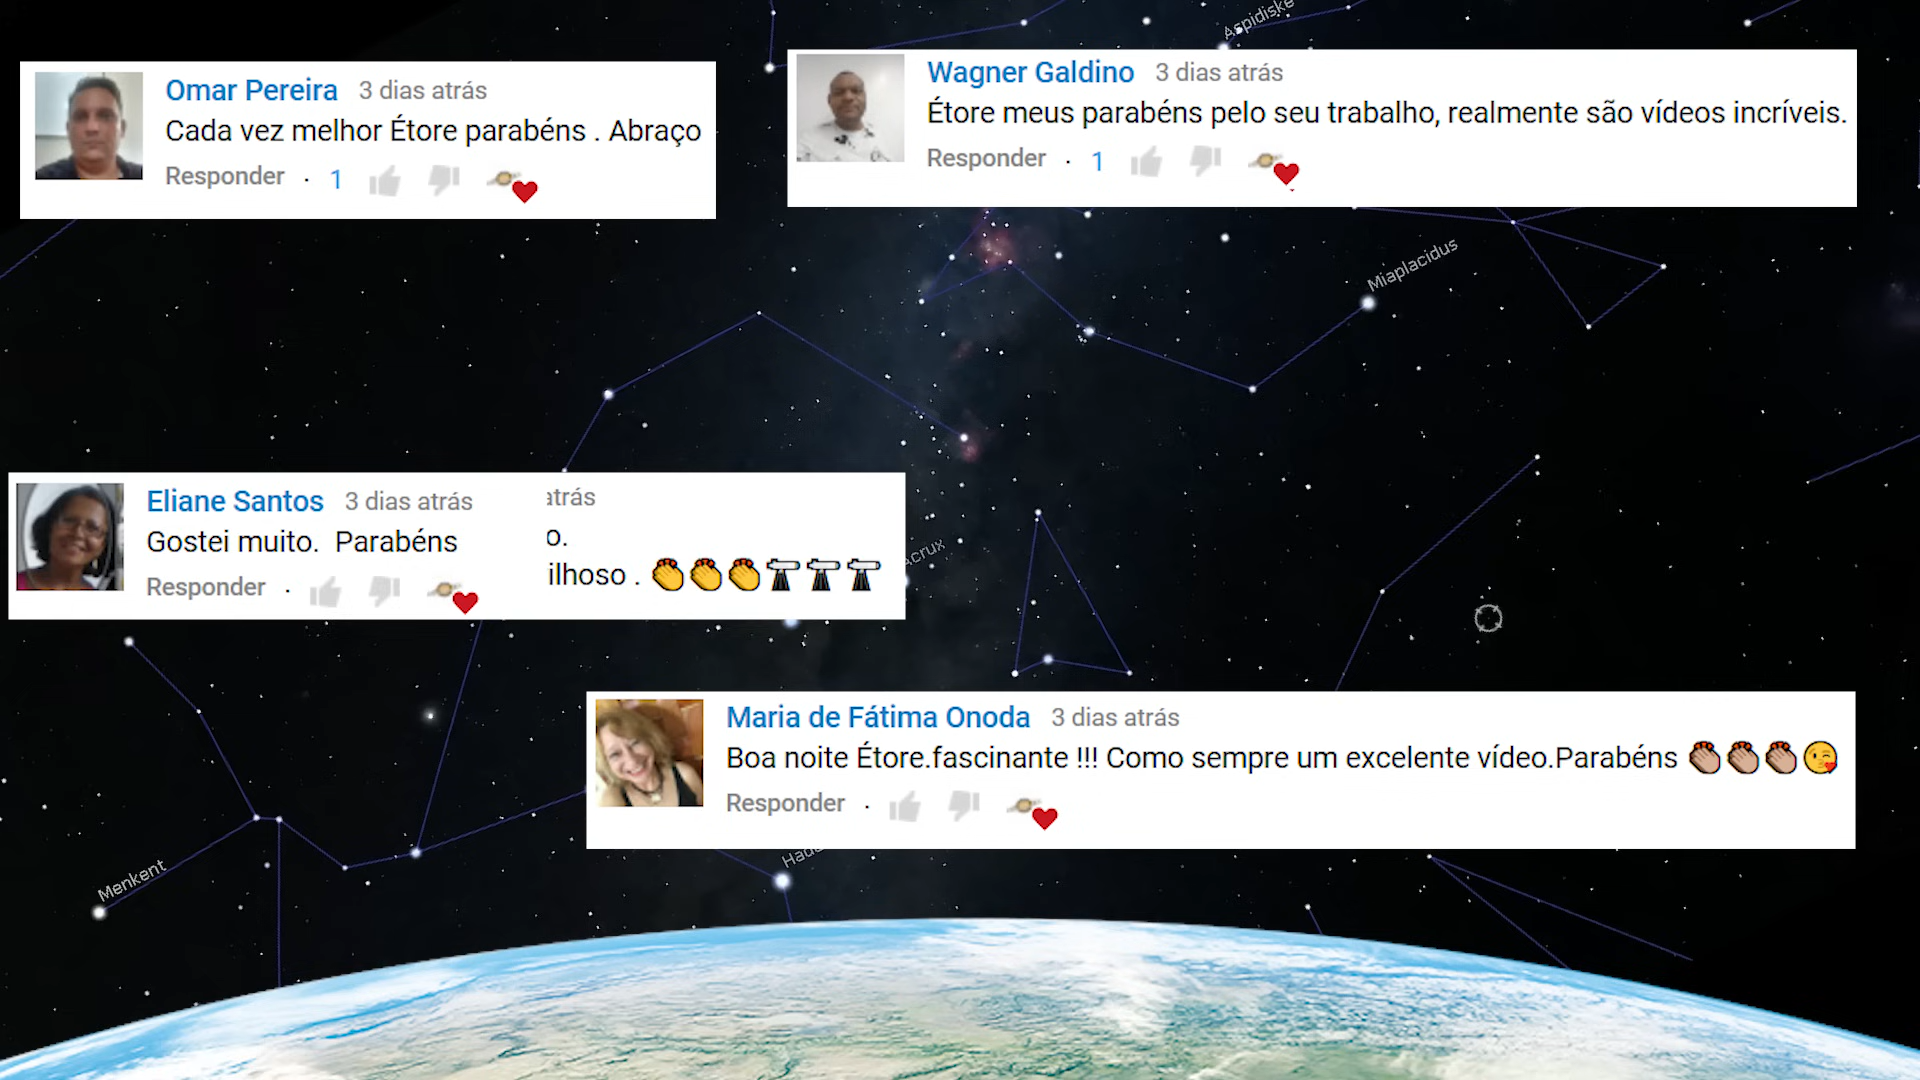 Aspidiske
Omar Pereira 3 dias atrás
Cada vez melhor Étore parabéns . Abraço
Responder · 1
Wagner Galdino 3 dias atrás
Étore meus parabéns pelo seu trabalho, realmente são vídeos incríveis.
Responder · 1
Miaplacidus
Eliane Santos 3 dias atrás
Gostei muito. Parabéns
Responder ·
atrás
o.
ilhoso . 👏👏👏
crux
Maria de Fátima Onoda 3 dias atrás
Boa noite Étore.fascinante !!! Como sempre um excelente vídeo.Parabéns 👏🏽👏🏽👏🏽😘
Responder ·
Menkent
Hada